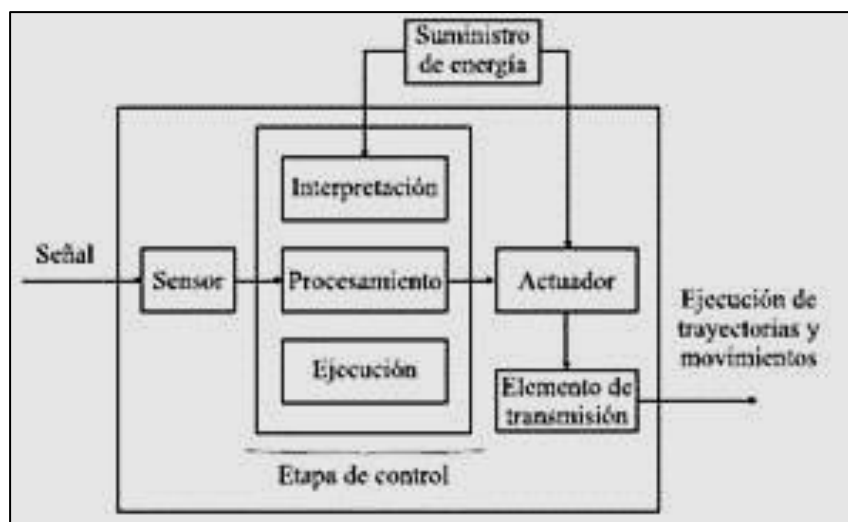 Suministro
de energía
Interpretación
Señal
Sensor
Procesamiento
Actuador
Ejecución
Ejecución de
trayectorias y
movimientos
Elemento de
transmisión
Etapa de control